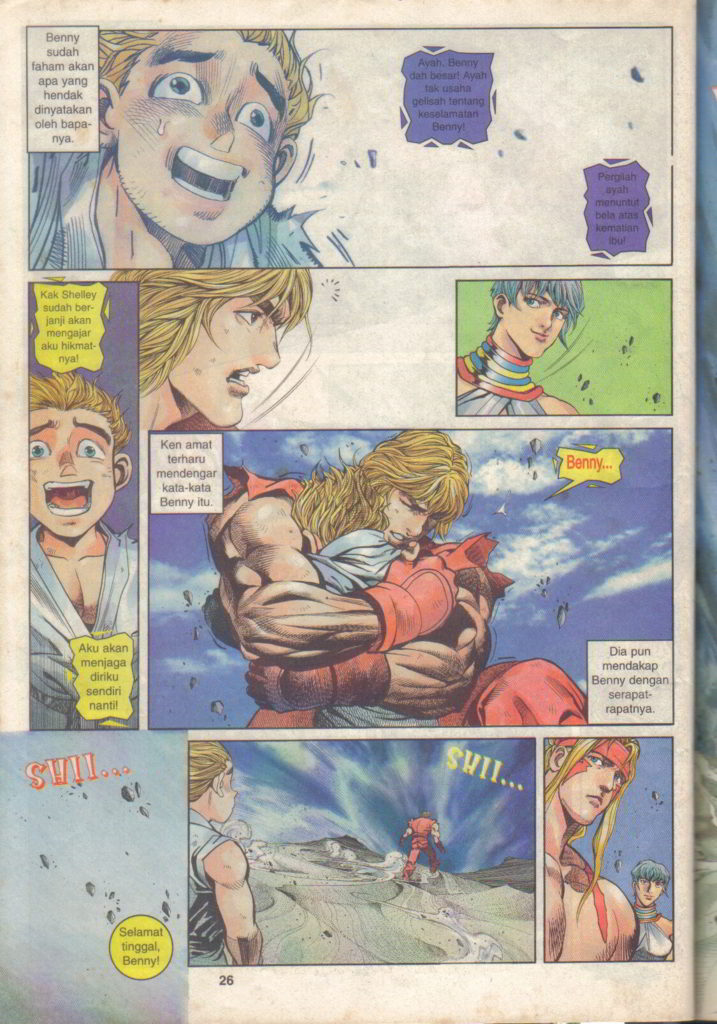 Benny
sudah
faham akan
apa yang
hendak
dinyatakan
oleh bapa-
nya.
Ayah, Benny
dah besar! Ayah
tak usaha
gelisah tentang
keselamatan
Benny!
Pergilah
ayah
menuntut
bela atas
kematian
ibu!
Kak Shelley
sudah ber-
janji akan
mengajar
aku hikmat-
nya!
Aku akan
menjaga
diriku
sendiri
nanti!
Ken amat
terharu
mendengar
kata-kata
Benny itu.
Benny...
Dia pun
mendakap
Benny dengan
serapat-
rapatnya.
SHII...
Selamat
tinggal,
Benny!
SHII...
26